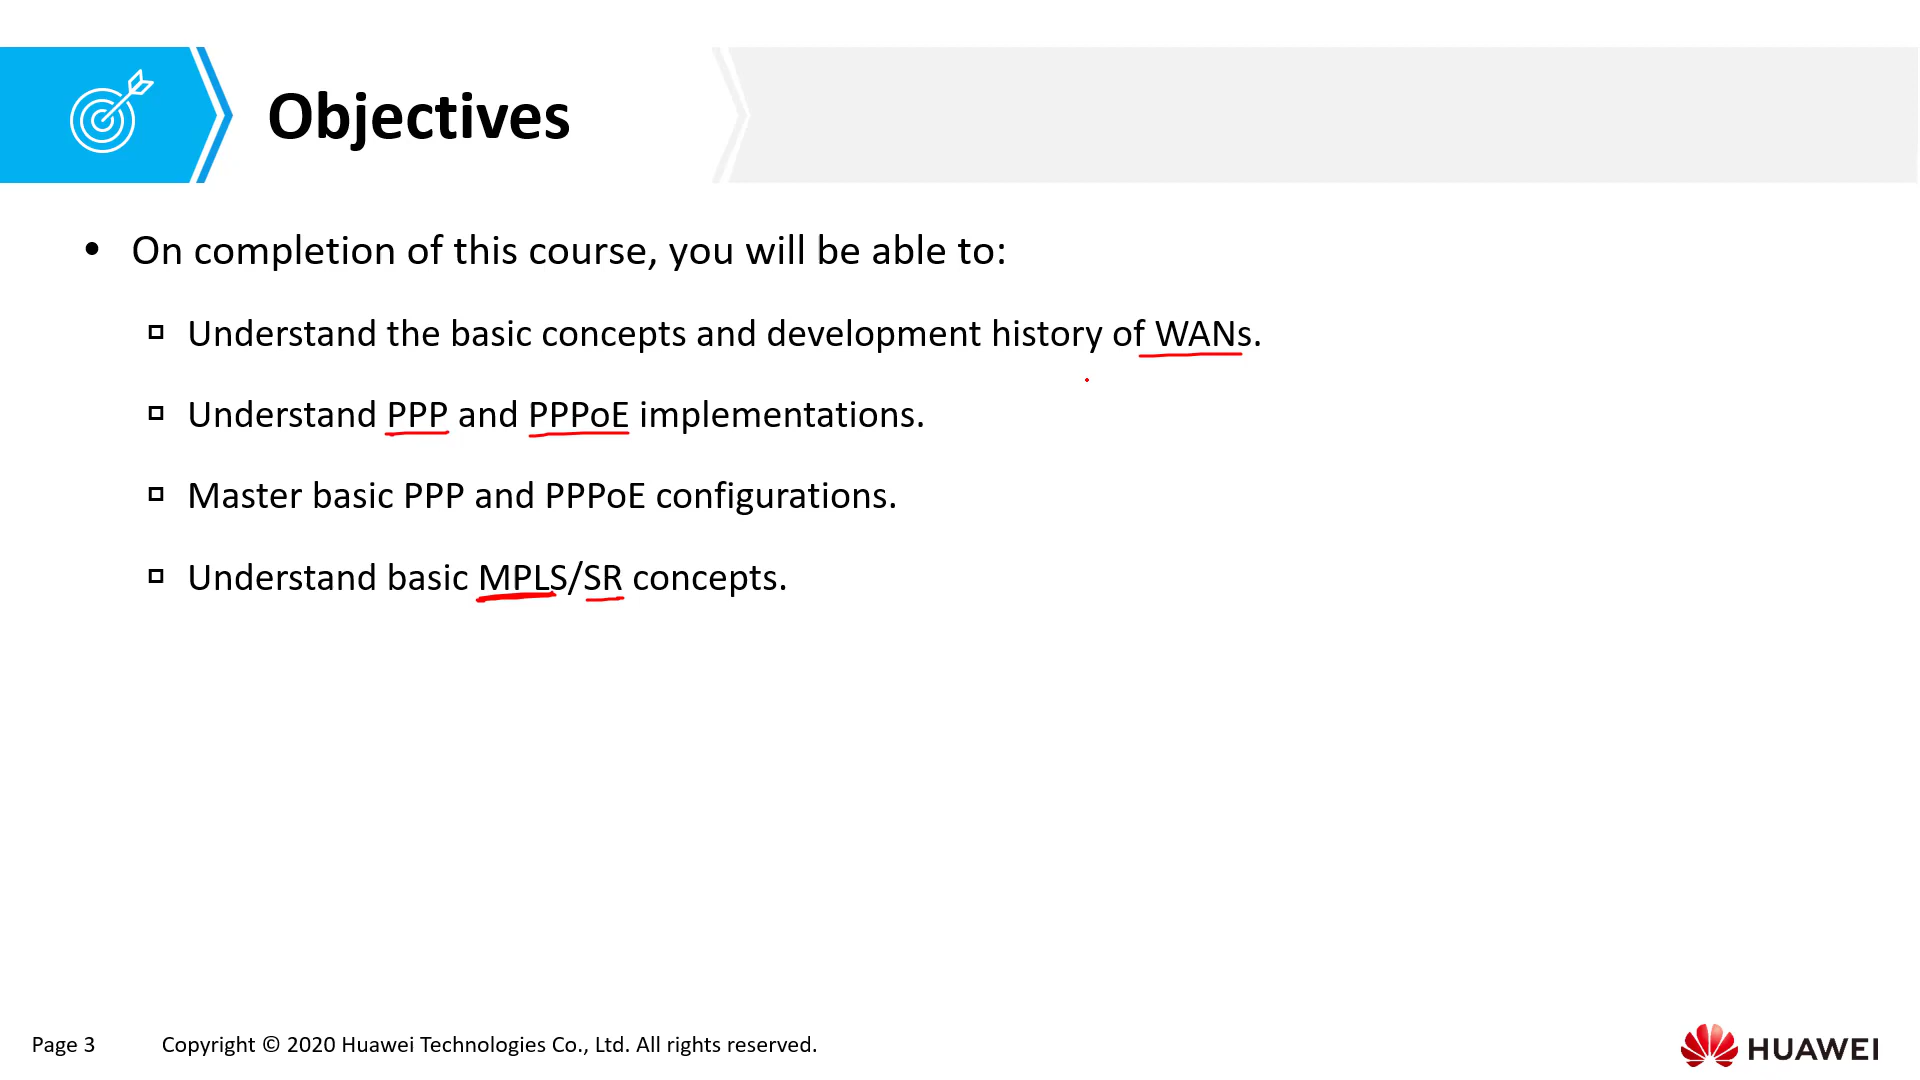 Objectives
• On completion of this course, you will be able to:
▫ Understand the basic concepts and development history of WANs.
▫ Understand PPP and PPPoE implementations.
▫ Master basic PPP and PPPoE configurations.
▫ Understand basic MPLS/SR concepts.
Page 3 Copyright © 2020 Huawei Technologies Co., Ltd. All rights reserved.
HUAWEI